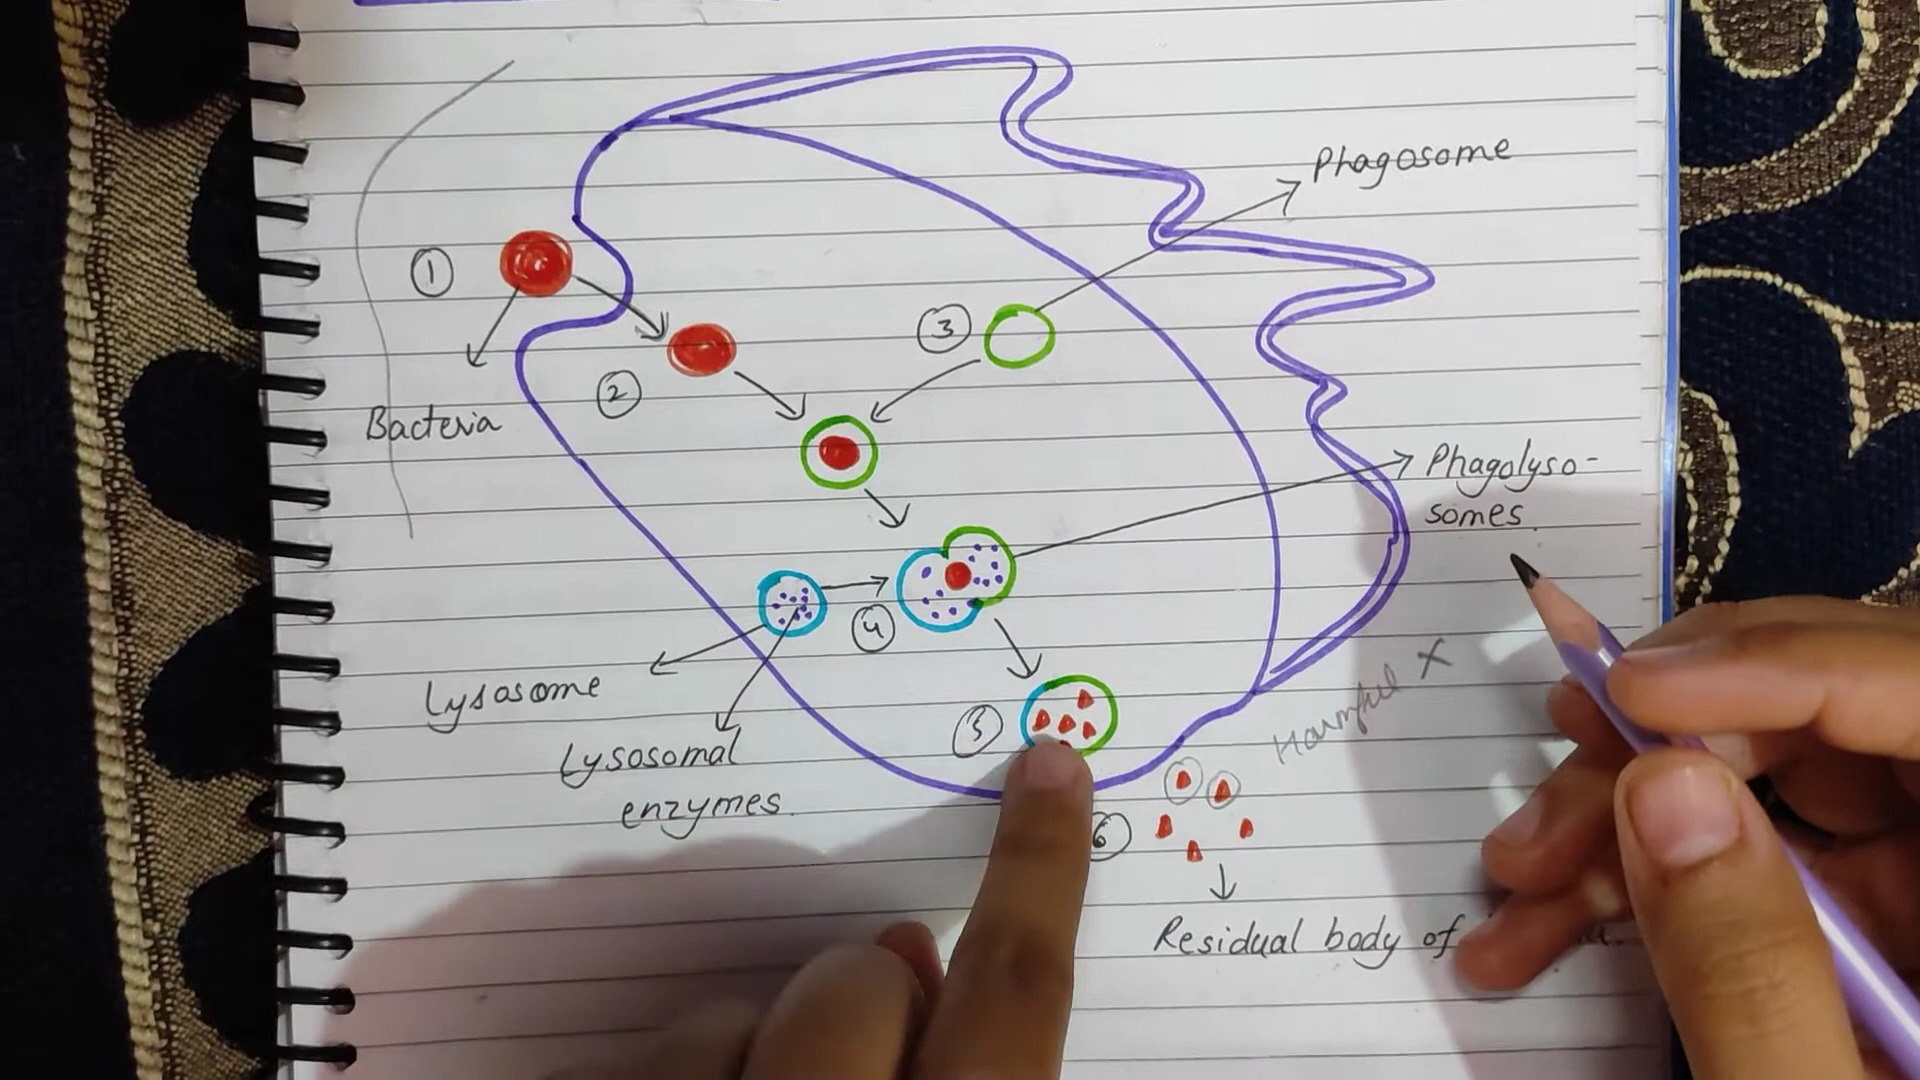 Phagosome
1
3
2
Bacteria
Phagolyso-
somes.
4
Lysosome
Harmful X
5
Lysosomal
enzymes.
6
Residual body of